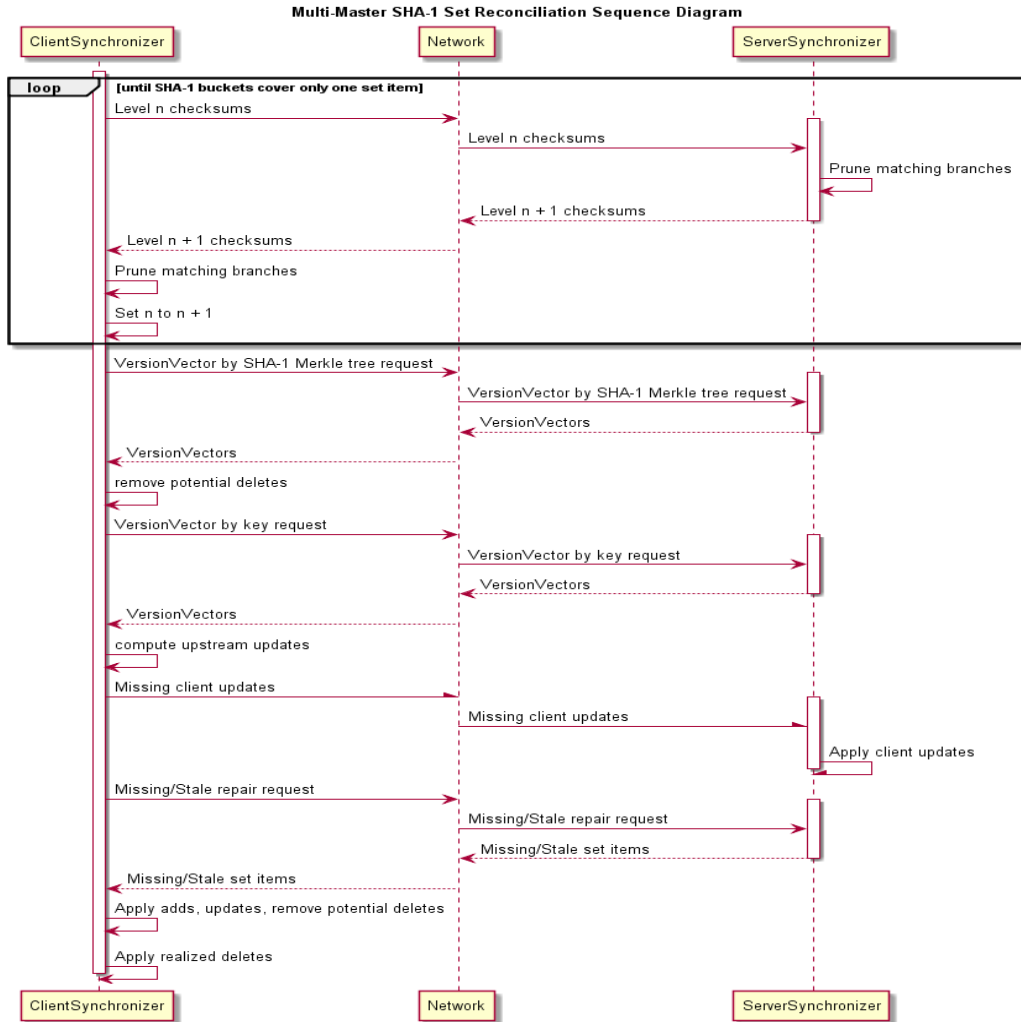 Multi-Master SHA-1 Set Reconciliation Sequence Diagram
ClientSynchronizer Network ServerSynchronizer
loop [until SHA-1 buckets cover only one set item]
Level n checksums
Level n checksums
Prune matching branches
Level n + 1 checksums
Level n + 1 checksums
Prune matching branches
Set n to n + 1
VersionVector by SHA-1 Merkle tree request
VersionVector by SHA-1 Merkle tree request
VersionVectors
VersionVectors
remove potential deletes
VersionVector by key request
VersionVector by key request
VersionVectors
VersionVectors
compute upstream updates
Missing client updates
Missing client updates
Apply client updates
Missing/Stale repair request
Missing/Stale repair request
Missing/Stale set items
Missing/Stale set items
Apply adds, updates, remove potential deletes
Apply realized deletes
ClientSynchronizer Network ServerSynchronizer